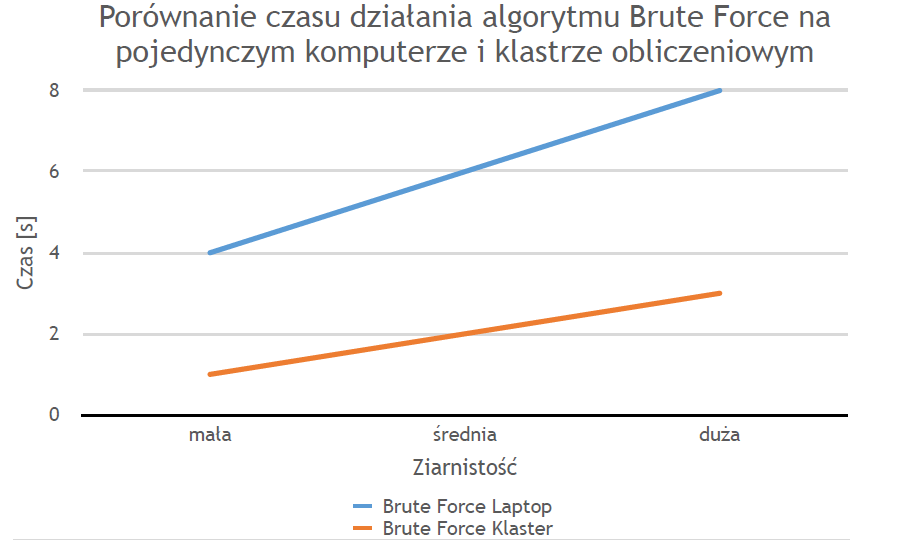 Porównanie czasu działania algorytmu Brute Force na
pojedynczym komputerze i klastrze obliczeniowym
8
6
4
2
0
Czas [s]
mała średnia duża
Ziarnistość
Brute Force Laptop
Brute Force Klaster